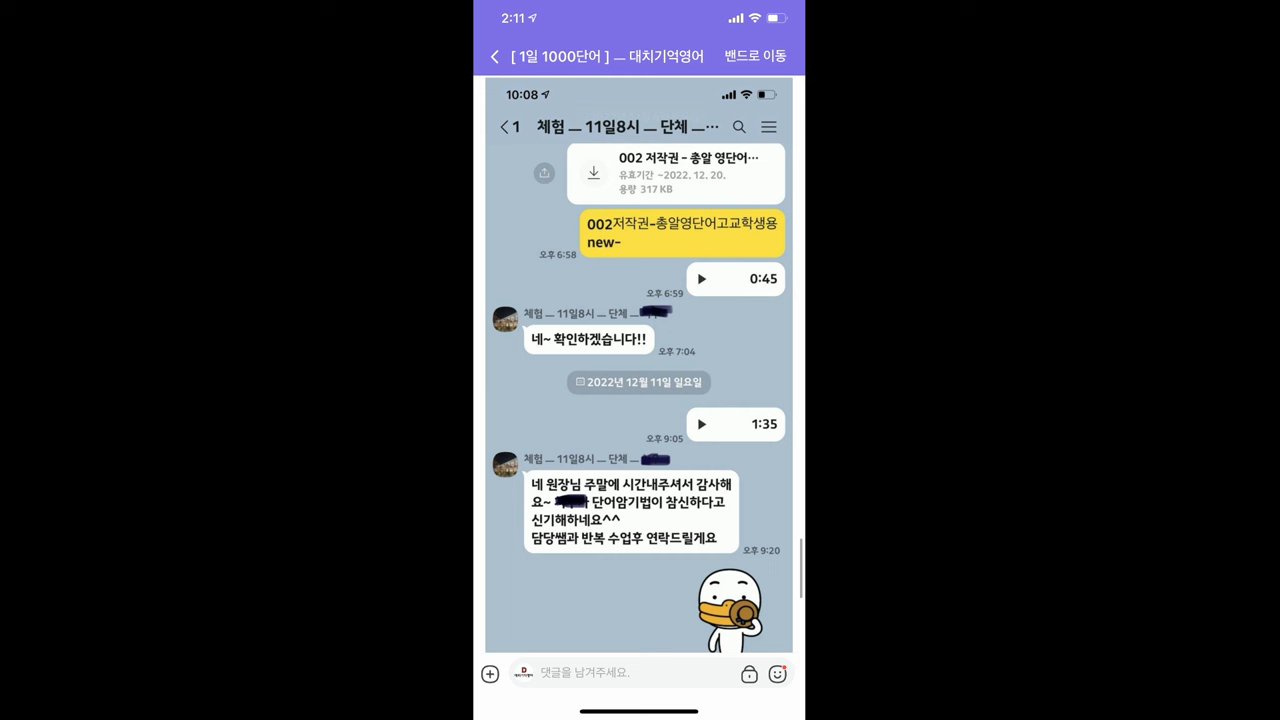 2:11
[ 1일 1000단어 ] ㅡ 대치기억영어
밴드로 이동
10:08
1 체험 ㅡ 11일8시 ㅡ 단체 ㅡ…
002 저작권 - 총알 영단어…
유효기간 ~2022. 12. 20.
용량 317 KB
002저작권-총알영단어고교학생용
new-
오후 6:58
0:45
오후 6:59
체험 ㅡ 11일8시 ㅡ 단체 ㅡ
네~ 확인하겠습니다!!
오후 7:04
2022년 12월 11일 일요일
1:35
오후 9:05
체험 ㅡ 11일8시 ㅡ 단체 ㅡ
네 원장님 주말에 시간내주셔서 감사해
요~ 단어암기법이 참신하다고
신기해하네요^^
담당쌤과 반복 수업후 연락드릴게요
오후 9:20
D
대치기억영어
댓글을 남겨주세요.